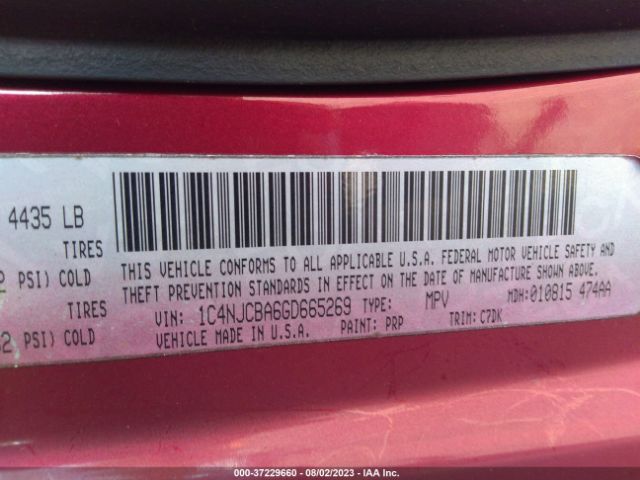 4435 LB
TIRES
PSI) COLD
TIRES
PSI) COLD
THIS VEHICLE CONFORMS TO ALL APPLICABLE U.S.A. FEDERAL MOTOR VEHICLE SAFETY AND
THEFT PREVENTION STANDARDS IN EFFECT ON THE DATE OF MANUFACTURE SHOWN ABOVE.
VIN: 1C4NJCBA6GD665269 TYPE: MPV MDH:010815 474AA
VEHICLE MADE IN U.S.A. PAINT: PRP TRIM: C7DK
000-37229660 - 08/02/2023 - IAA Inc.